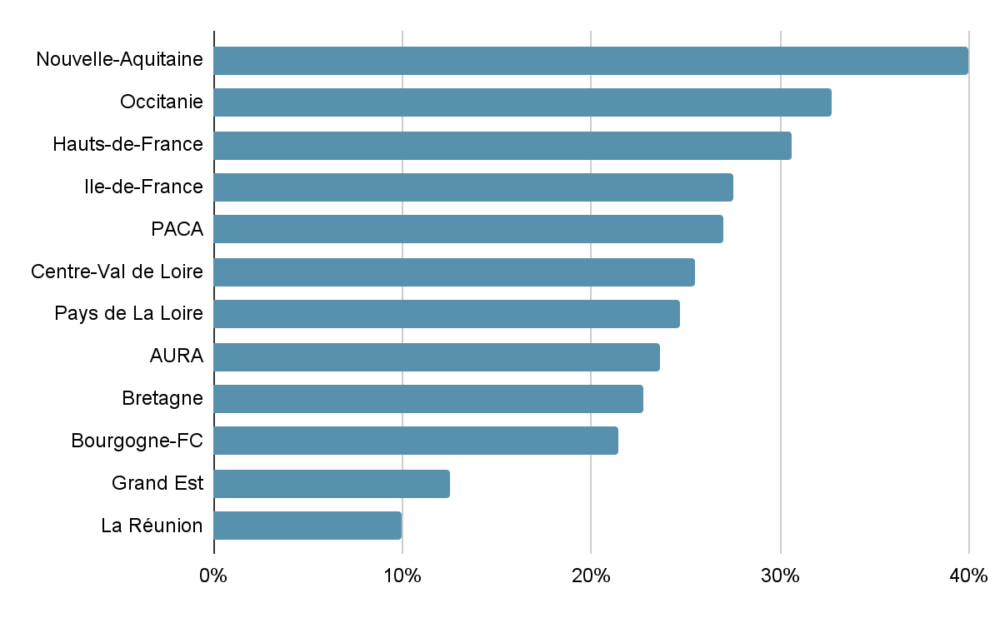 Nouvelle-Aquitaine
Occitanie
Hauts-de-France
Ile-de-France
PACA
Centre-Val de Loire
Pays de La Loire
AURA
Bretagne
Bourgogne-FC
Grand Est
La Réunion
0% 10% 20% 30% 40%